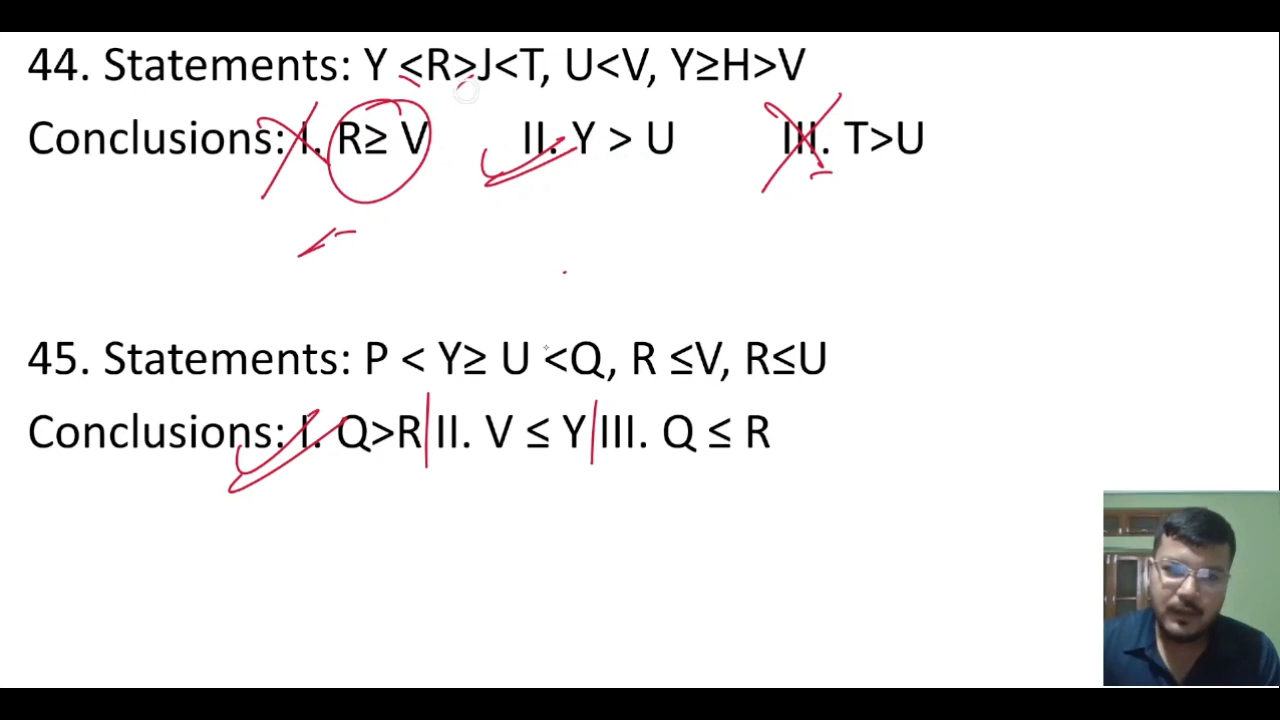 44. Statements: Y <R>J<T, U<V, Y≥H>V
Conclusions: I. R≥ V II. Y > U III. T>U
45. Statements: P < Y≥ U <Q, R ≤V, R≤U
Conclusions: I. Q>R II. V ≤ Y III. Q ≤ R